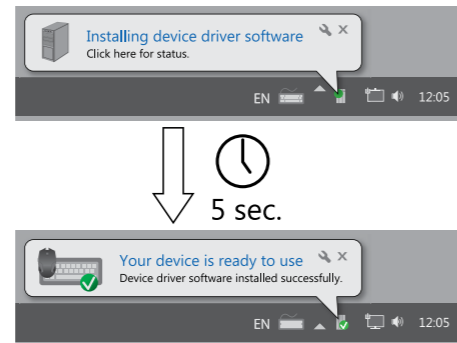 Installing device driver software
Click here for status.
EN
12:05
5 sec.
Your device is ready to use
Device driver software installed successfully.
EN
12:05